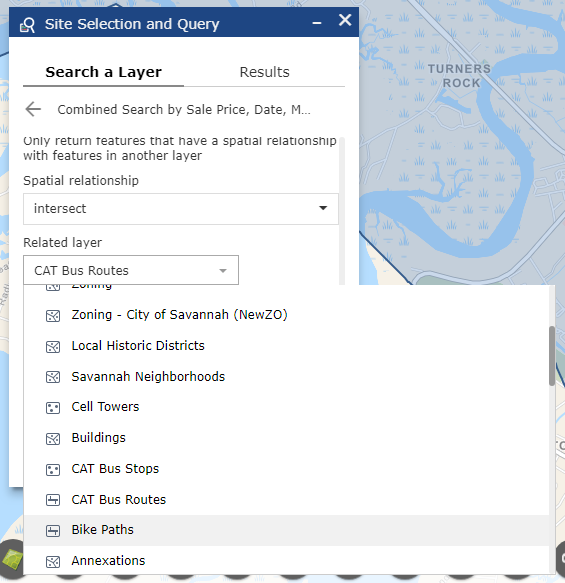 Site Selection and Query
TURNERS
ROCK
Search a Layer
Results
Combined Search by Sale Price, Date, M...
Only return features that have a spatial relationship
with features in another layer
Spatial relationship
intersect
Related layer
CAT Bus Routes
Zoning
Zoning - City of Savannah (NewZO)
Local Historic Districts
Savannah Neighborhoods
Cell Towers
Buildings
CAT Bus Stops
CAT Bus Routes
Bike Paths
Annexations